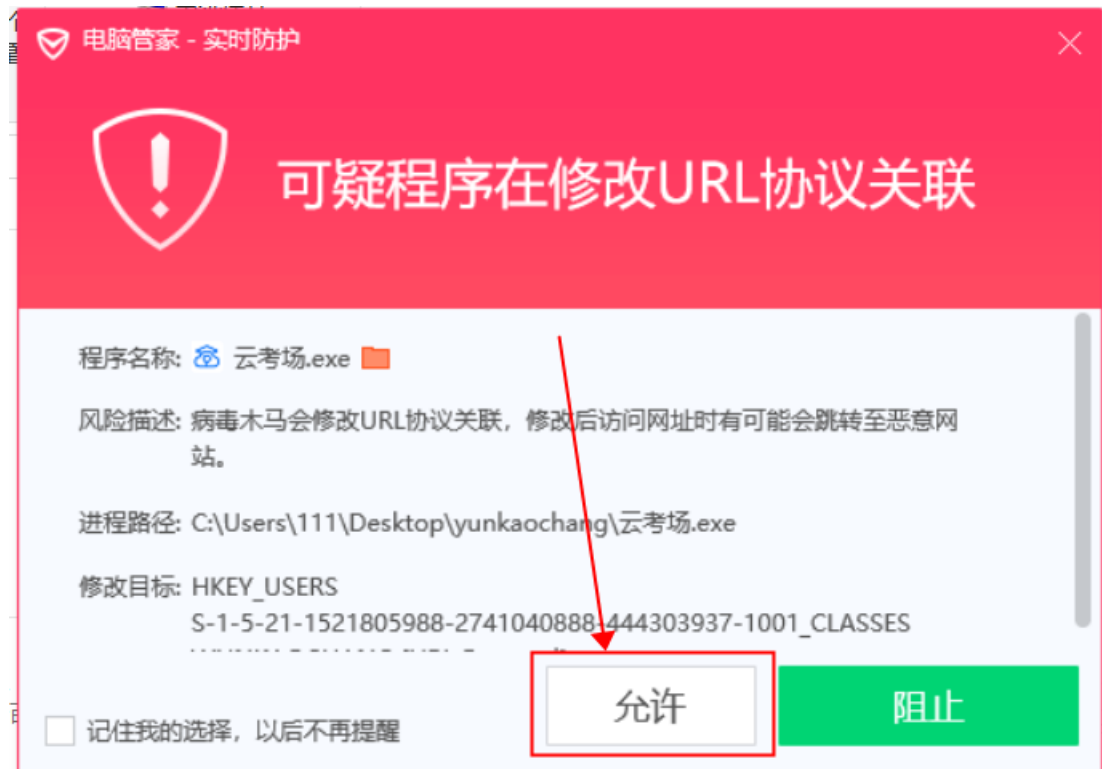 电脑管家 - 实时防护
可疑程序在修改URL协议关联
程序名称: 云考场.exe
风险描述: 病毒木马会修改URL协议关联，修改后访问网址时有可能会跳转至恶意网
站。
进程路径: C:\Users\111\Desktop\yunkaochang\云考场.exe
修改目标: HKEY_USERS
S-1-5-21-1521805988-2741040888-444303937-1001_CLASSES
记住我的选择，以后不再提醒
允许
阻止